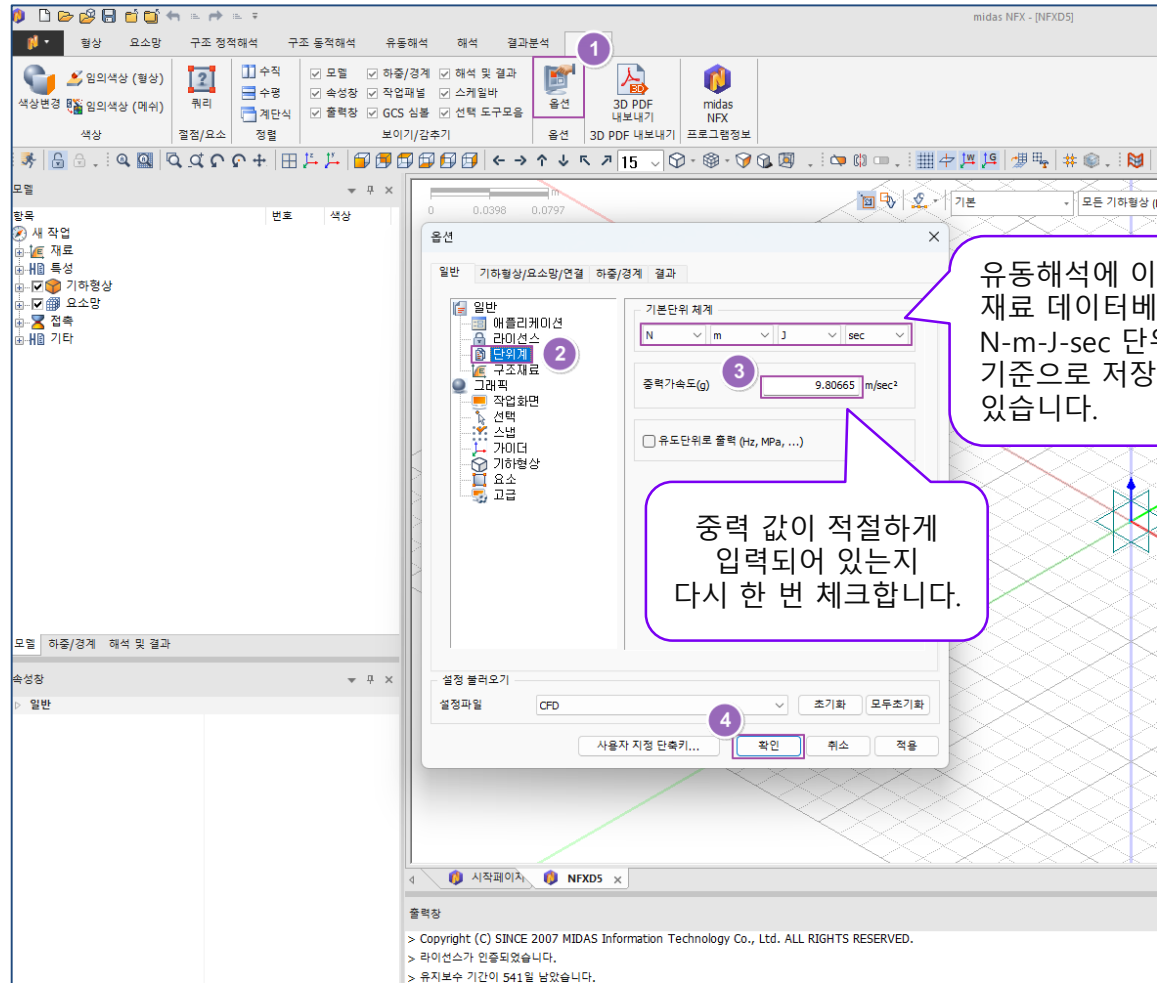 midas NFX - [NFXD5]
형상 요소망 구조 정적해석 구조 동적해석 유동해석 해석 결과분석
1
색상변경
임의색상 (형상)
임의색상 (메쉬)
색상
쿼리
절점/요소
수직
수평
계단식
정렬
모델 하중/경계 해석 및 결과
속성창 작업패널 스케일바
출력창 GCS 심볼 선택 도구모음
보이기/감추기
옵션
옵션
3D PDF
내보내기
3D PDF 내보내기
midas
NFX
프로그램정보
15
모델
항목 번호 색상
새 작업
재료
특성
기하형상
요소망
접촉
기타
모델 하중/경계 해석 및 결과
속성창
일반
m
0 0.0398 0.0797
기본
모든 기하형상
옵션
일반 기하형상/요소망/연결 하중/경계 결과
일반
애플리케이션
라이선스
단위계
2
구조재료
그래픽
작업화면
선택
스냅
가이더
기하형상
요소
고급
기본단위 체계
N m J sec
3
중력가속도(g) 9.80665 m/sec²
유도단위로 출력 (Hz, MPa, ...)
유동해석에 이
재료 데이터베
N-m-J-sec
기준으로 저장
있습니다.
중력 값이 적절하게
입력되어 있는지
다시 한 번 체크합니다.
설정 불러오기
설정파일 CFD 초기화 모두초기화
4
사용자 지정 단축키... 확인 취소 적용
시작페이지 NFXD5
출력창
> Copyright (C) SINCE 2007 MIDAS Information Technology Co., Ltd. ALL RIGHTS RESERVED.
> 라이선스가 인증되었습니다.
> 유지보수 기간이 541일 남았습니다.